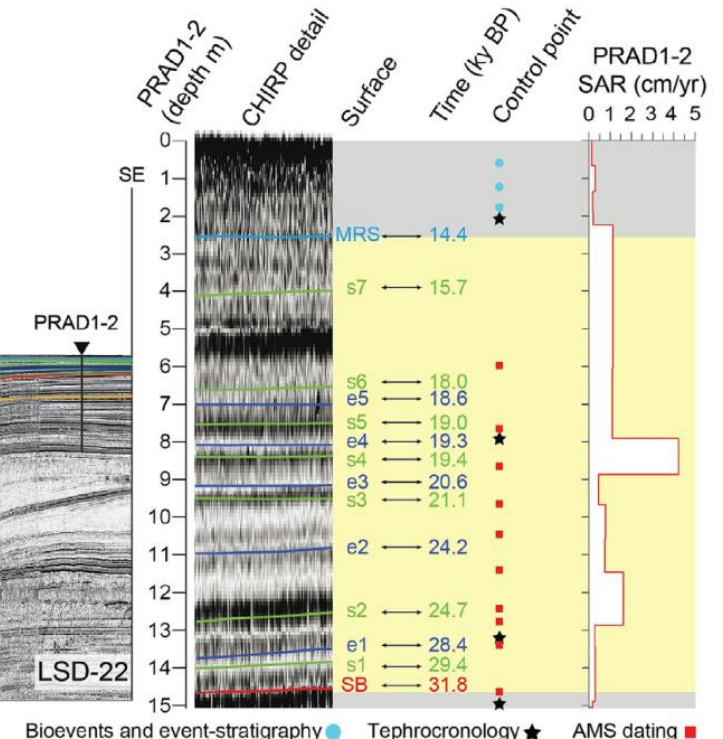 PRAD1-2
(depth m)
CHIRP detail
Surface
Time (ky BP)
Control point
PRAD1-2
SAR (cm/yr)
0 1 2 3 4 5
0
SE
1
2
MRS 14.4
3
s7 15.7
4
5
PRAD1-2
6
s6 18.0
e5 18.6
7
s5 19.0
e4 19.3
8
s4 19.4
e3 20.6
9
s3 21.1
10
e2 24.2
11
12
s2 24.7
13
e1 28.4
s1 29.4
14
LSD-22
SB 31.8
15
Bioevents and event-stratigraphy Tephrocronology AMS dating